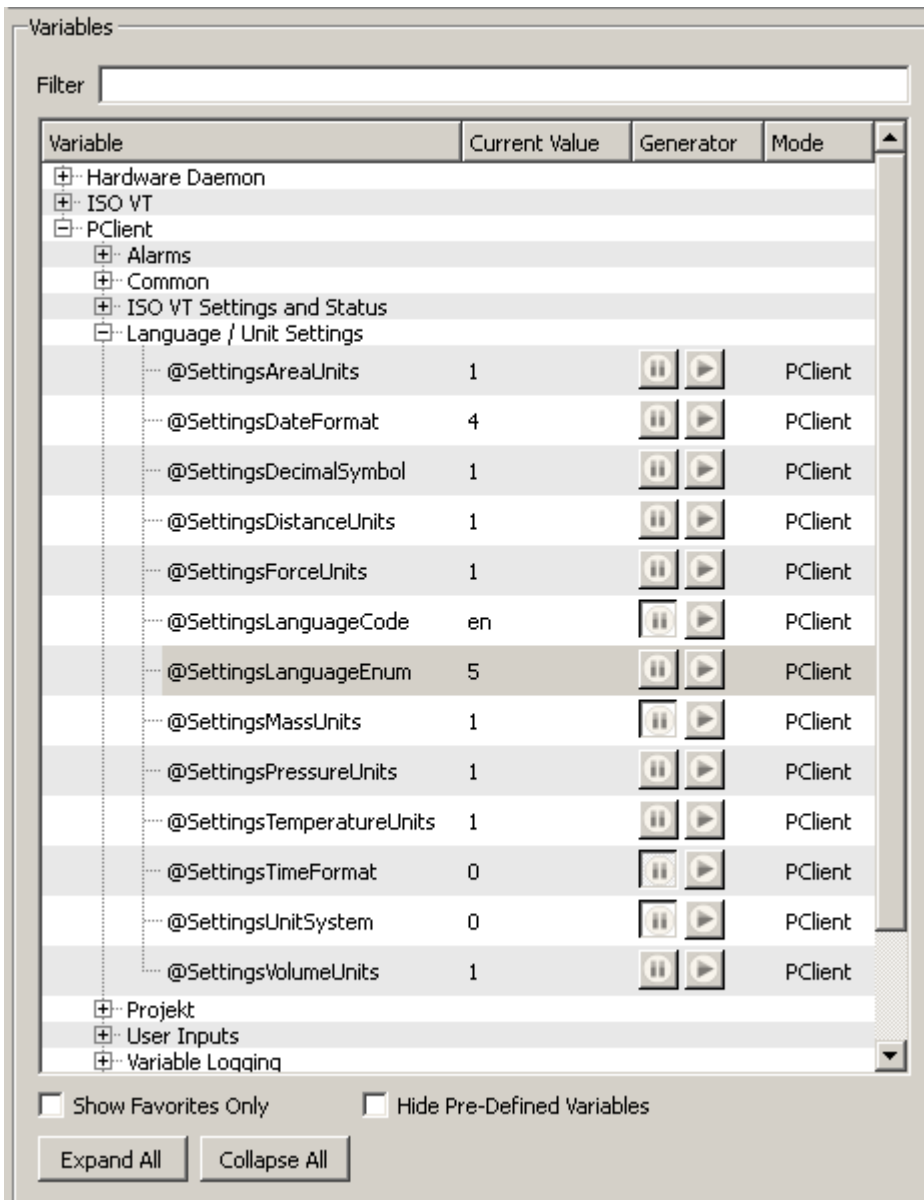 Variables
Filter
Variable Current Value Generator Mode
Hardware Daemon
ISO VT
PClient
Alarms
Common
ISO VT Settings and Status
Language / Unit Settings
@SettingsAreaUnits 1 PClient
@SettingsDateFormat 4 PClient
@SettingsDecimalSymbol 1 PClient
@SettingsDistanceUnits 1 PClient
@SettingsForceUnits 1 PClient
@SettingsLanguageCode en PClient
@SettingsLanguageEnum 5 PClient
@SettingsMassUnits 1 PClient
@SettingsPressureUnits 1 PClient
@SettingsTemperatureUnits 1 PClient
@SettingsTimeFormat 0 PClient
@SettingsUnitSystem 0 PClient
@SettingsVolumeUnits 1 PClient
Projekt
User Inputs
Variable Logging
Show Favorites Only Hide Pre-Defined Variables
Expand All Collapse All